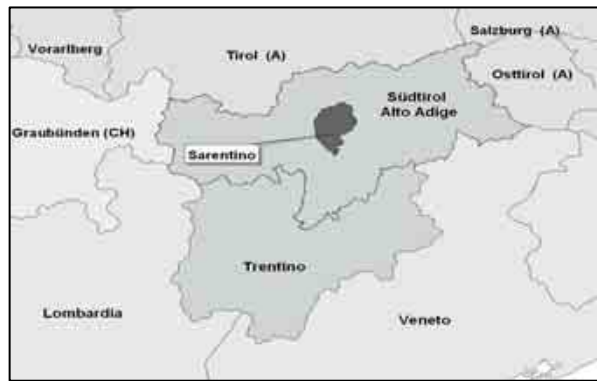 Salzburg (A)
Vorarlberg
Tirol (A)
Osttirol (A)
Südtirol
Alto Adige
Graubünden (CH)
Sarentino
Trentino
Lombardia
Veneto